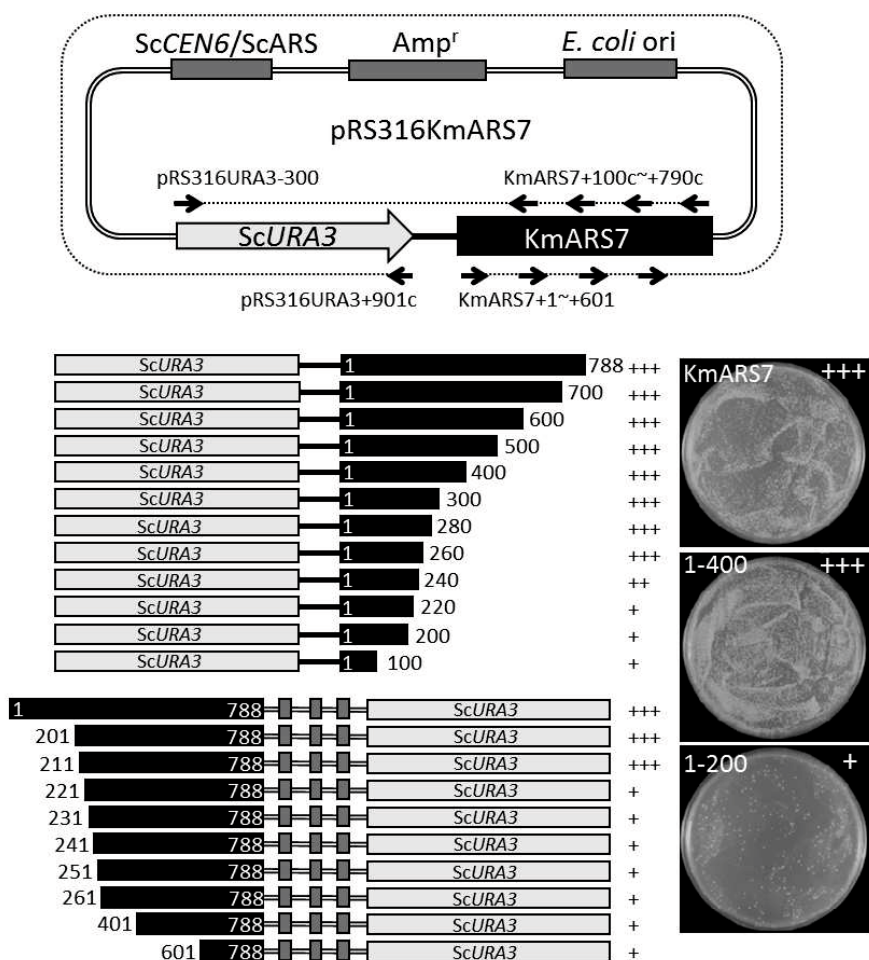 ScCEN6/ScARS Ampʳ E. coli ori
pRS316KmARS7
pRS316URA3-300 KmARS7+100c~+790c
ScURA3 KmARS7
pRS316URA3+901c KmARS7+1~+601
ScURA3 1 788 +++
ScURA3 1 700 +++
ScURA3 1 600 +++
ScURA3 1 500 +++
ScURA3 1 400 +++
ScURA3 1 300 +++
ScURA3 1 280 +++
ScURA3 1 260 +++
ScURA3 1 240 ++
ScURA3 1 220 +
ScURA3 1 200 +
ScURA3 1 100 +
1 788 ScURA3 +++
201 788 ScURA3 +++
211 788 ScURA3 +++
221 788 ScURA3 +
231 788 ScURA3 +
241 788 ScURA3 +
251 788 ScURA3 +
261 788 ScURA3 +
401 788 ScURA3 +
601 788 ScURA3 +
KmARS7 +++
1-400 +++
1-200 +